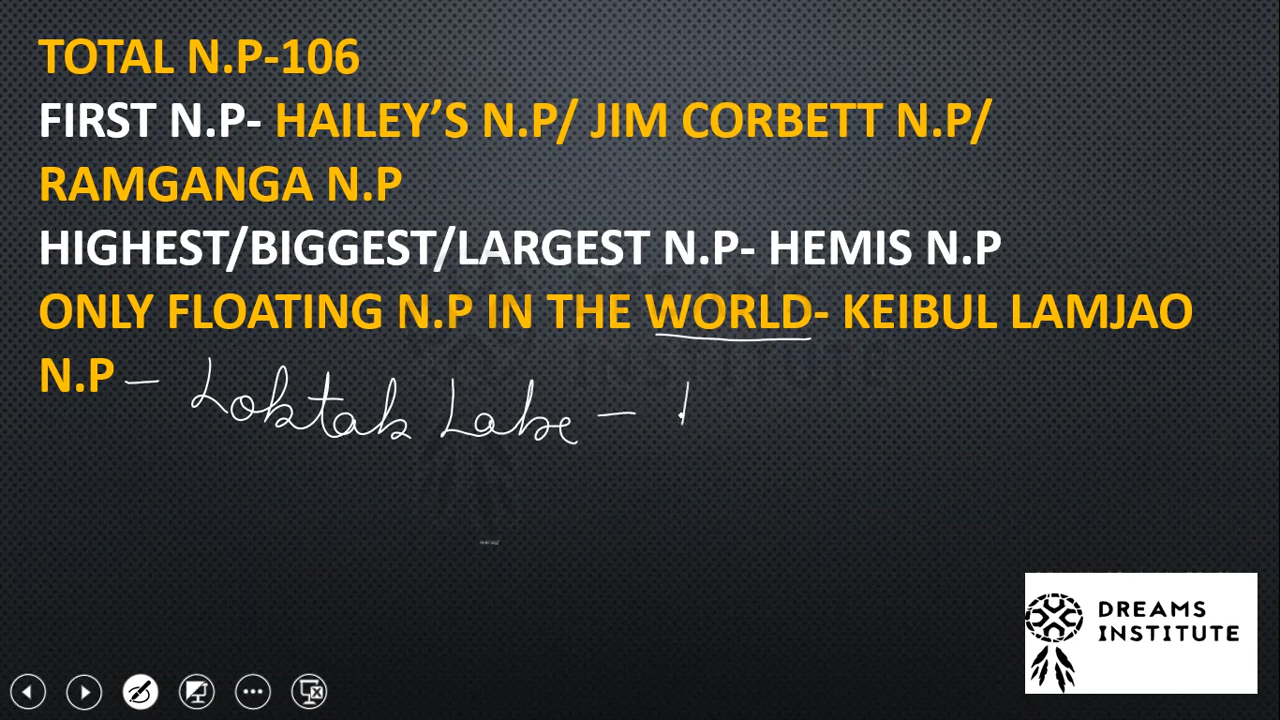 TOTAL N.P-106
FIRST N.P- HAILEY’S N.P/ JIM CORBETT N.P/
RAMGANGA N.P
HIGHEST/BIGGEST/LARGEST N.P- HEMIS N.P
ONLY FLOATING N.P IN THE WORLD- KEIBUL LAMJAO
N.P - Loktak Lake -
DREAMS
INSTITUTE